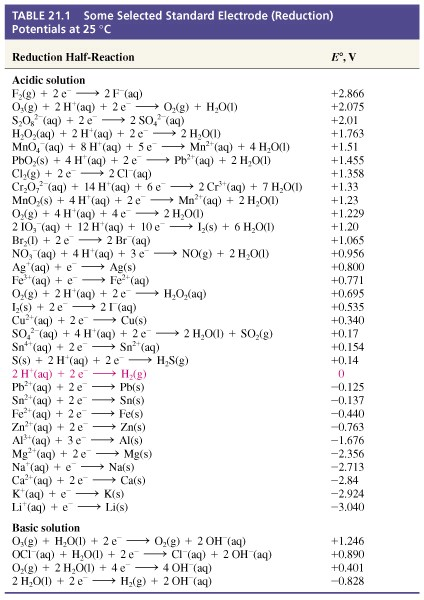 TABLE 21.1 Some Selected Standard Electrode (Reduction)
Potentials at 25 °C
Reduction Half-Reaction E°, V
Acidic solution
F₂(g) + 2 e⁻ ⟶ 2 F⁻(aq) +2.866
O₃(g) + 2 H⁺(aq) + 2 e⁻ ⟶ O₂(g) + H₂O(l) +2.075
S₂O₈²⁻(aq) + 2 e⁻ ⟶ 2 SO₄²⁻(aq) +2.01
H₂O₂(aq) + 2 H⁺(aq) + 2 e⁻ ⟶ 2 H₂O(l) +1.763
MnO₄⁻(aq) + 8 H⁺(aq) + 5 e⁻ ⟶ Mn²⁺(aq) + 4 H₂O(l) +1.51
PbO₂(s) + 4 H⁺(aq) + 2 e⁻ ⟶ Pb²⁺(aq) + 2 H₂O(l) +1.455
Cl₂(g) + 2 e⁻ ⟶ 2 Cl⁻(aq) +1.358
Cr₂O₇²⁻(aq) + 14 H⁺(aq) + 6 e⁻ ⟶ 2 Cr³⁺(aq) + 7 H₂O(l) +1.33
MnO₂(s) + 4 H⁺(aq) + 2 e⁻ ⟶ Mn²⁺(aq) + 2 H₂O(l) +1.23
O₂(g) + 4 H⁺(aq) + 4 e⁻ ⟶ 2 H₂O(l) +1.229
2 IO₃⁻(aq) + 12 H⁺(aq) + 10 e⁻ ⟶ I₂(s) + 6 H₂O(l) +1.20
Br₂(l) + 2 e⁻ ⟶ 2 Br⁻(aq) +1.065
NO₃⁻(aq) + 4 H⁺(aq) + 3 e⁻ ⟶ NO(g) + 2 H₂O(l) +0.956
Ag⁺(aq) + e⁻ ⟶ Ag(s) +0.800
Fe³⁺(aq) + e⁻ ⟶ Fe²⁺(aq) +0.771
O₂(g) + 2 H⁺(aq) + 2 e⁻ ⟶ H₂O₂(aq) +0.695
I₂(s) + 2 e⁻ ⟶ 2 I⁻(aq) +0.535
Cu²⁺(aq) + 2 e⁻ ⟶ Cu(s) +0.340
SO₄²⁻(aq) + 4 H⁺(aq) + 2 e⁻ ⟶ 2 H₂O(l) + SO₂(g) +0.17
Sn⁴⁺(aq) + 2 e⁻ ⟶ Sn²⁺(aq) +0.154
S(s) + 2 H⁺(aq) + 2 e⁻ ⟶ H₂S(g) +0.14
2 H⁺(aq) + 2 e⁻ ⟶ H₂(g) 0
Pb²⁺(aq) + 2 e⁻ ⟶ Pb(s) −0.125
Sn²⁺(aq) + 2 e⁻ ⟶ Sn(s) −0.137
Fe²⁺(aq) + 2 e⁻ ⟶ Fe(s) −0.440
Zn²⁺(aq) + 2 e⁻ ⟶ Zn(s) −0.763
Al³⁺(aq) + 3 e⁻ ⟶ Al(s) −1.676
Mg²⁺(aq) + 2 e⁻ ⟶ Mg(s) −2.356
Na⁺(aq) + e⁻ ⟶ Na(s) −2.713
Ca²⁺(aq) + 2 e⁻ ⟶ Ca(s) −2.84
K⁺(aq) + e⁻ ⟶ K(s) −2.924
Li⁺(aq) + e⁻ ⟶ Li(s) −3.040
Basic solution
O₃(g) + H₂O(l) + 2 e⁻ ⟶ O₂(g) + 2 OH⁻(aq) +1.246
OCl⁻(aq) + H₂O(l) + 2 e⁻ ⟶ Cl⁻(aq) + 2 OH⁻(aq) +0.890
O₂(g) + 2 H₂O(l) + 4 e⁻ ⟶ 4 OH⁻(aq) +0.401
2 H₂O(l) + 2 e⁻ ⟶ H₂(g) + 2 OH⁻(aq) −0.828